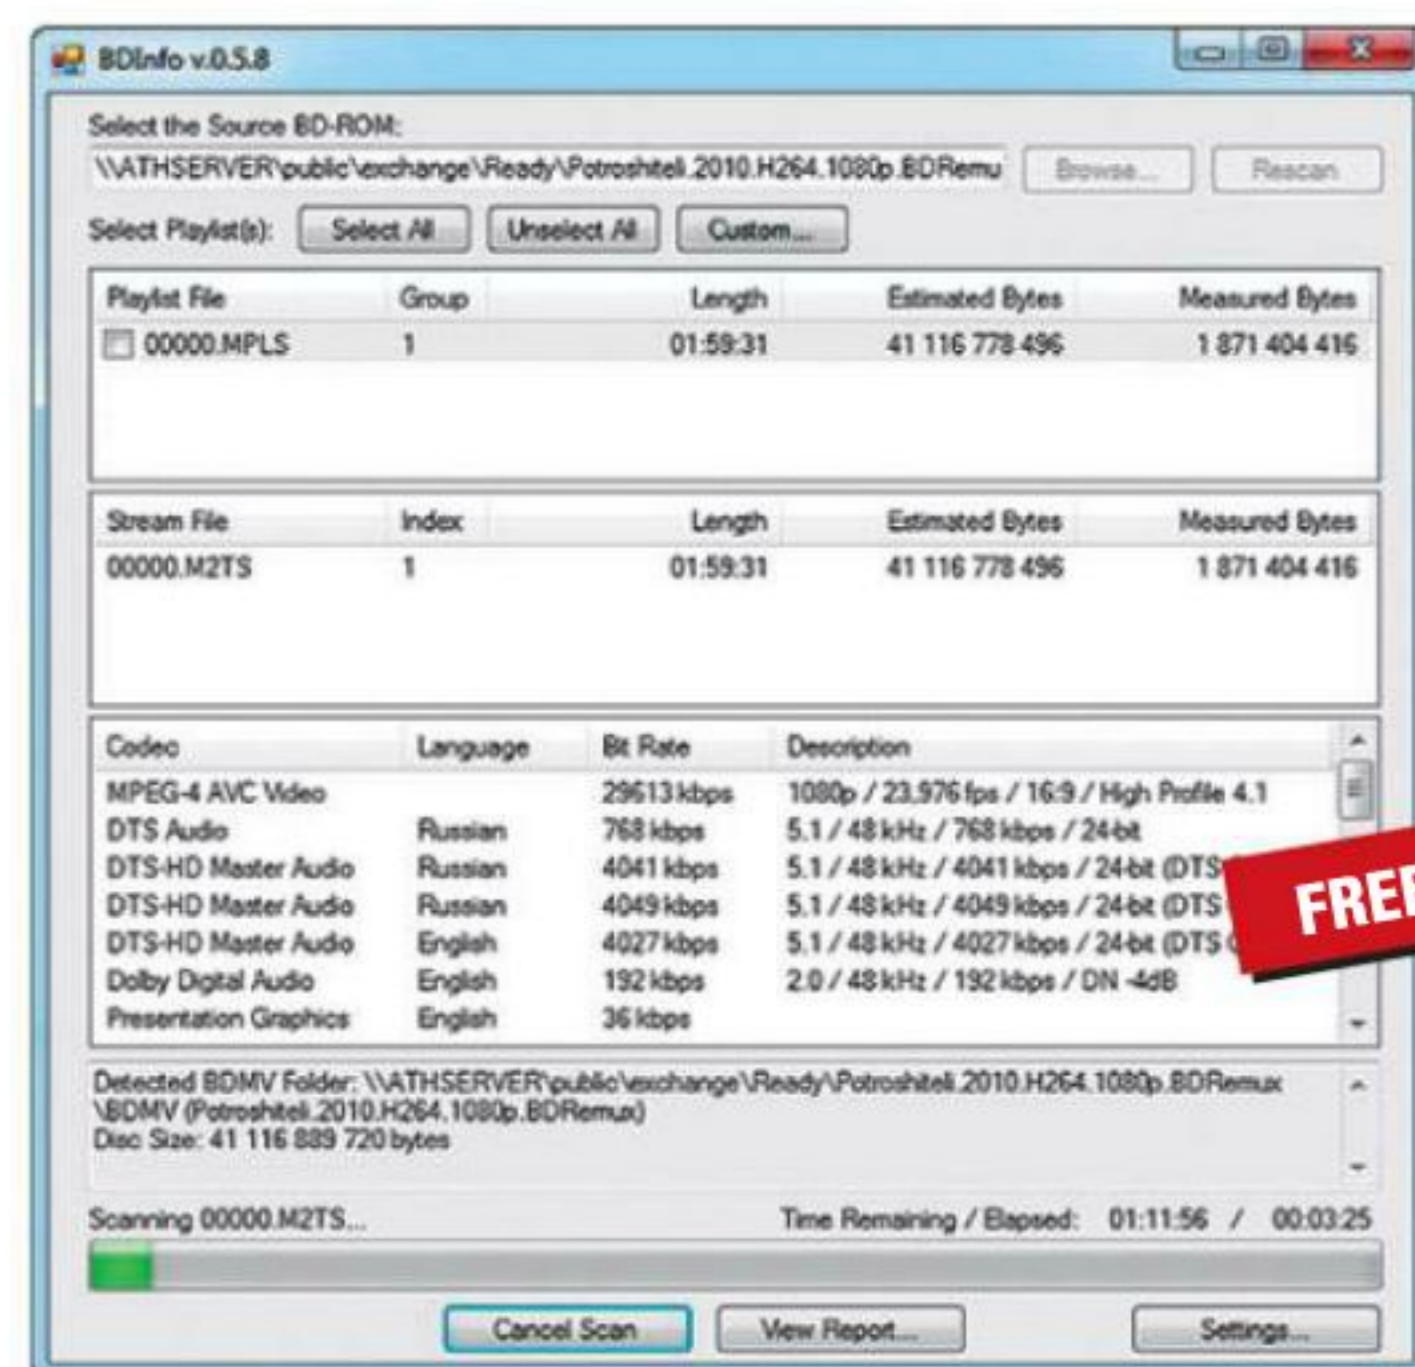 BDInfo v.0.5.8
Select the Source BD-ROM:
\\ATHSERVER\public\exchange\Ready\Potroshiteli.2010.H264.1080p.BDRemu Browse... Rescan
Select Playlist(s): Select All Unselect All Custom...
Playlist File Group Length Estimated Bytes Measured Bytes
00000.MPLS 1 01:59:31 41 116 778 496 1 871 404 416
Stream File Index Length Estimated Bytes Measured Bytes
00000.M2TS 1 01:59:31 41 116 778 496 1 871 404 416
Codec Language Bit Rate Description
MPEG-4 AVC Video 29613 kbps 1080p / 23,976 fps / 16:9 / High Profile 4.1
DTS Audio Russian 768 kbps 5.1 / 48 kHz / 768 kbps / 24-bit
DTS-HD Master Audio Russian 4041 kbps 5.1 / 48 kHz / 4041 kbps / 24-bit (DTS
DTS-HD Master Audio Russian 4049 kbps 5.1 / 48 kHz / 4049 kbps / 24-bit (DTS
FREE
DTS-HD Master Audio English 4027 kbps 5.1 / 48 kHz / 4027 kbps / 24-bit (DTS
Dolby Digital Audio English 192 kbps 2.0 / 48 kHz / 192 kbps / DN -4dB
Presentation Graphics English 36 kbps
Detected BDMV Folder: \\ATHSERVER\public\exchange\Ready\Potroshiteli.2010.H264.1080p.BDRemux
\BDMV (Potroshiteli.2010.H264.1080p.BDRemux)
Disc Size: 41 116 889 720 bytes
Scanning 00000.M2TS... Time Remaining / Elapsed: 01:11:56 / 00:03:25
Cancel Scan View Report... Settings...